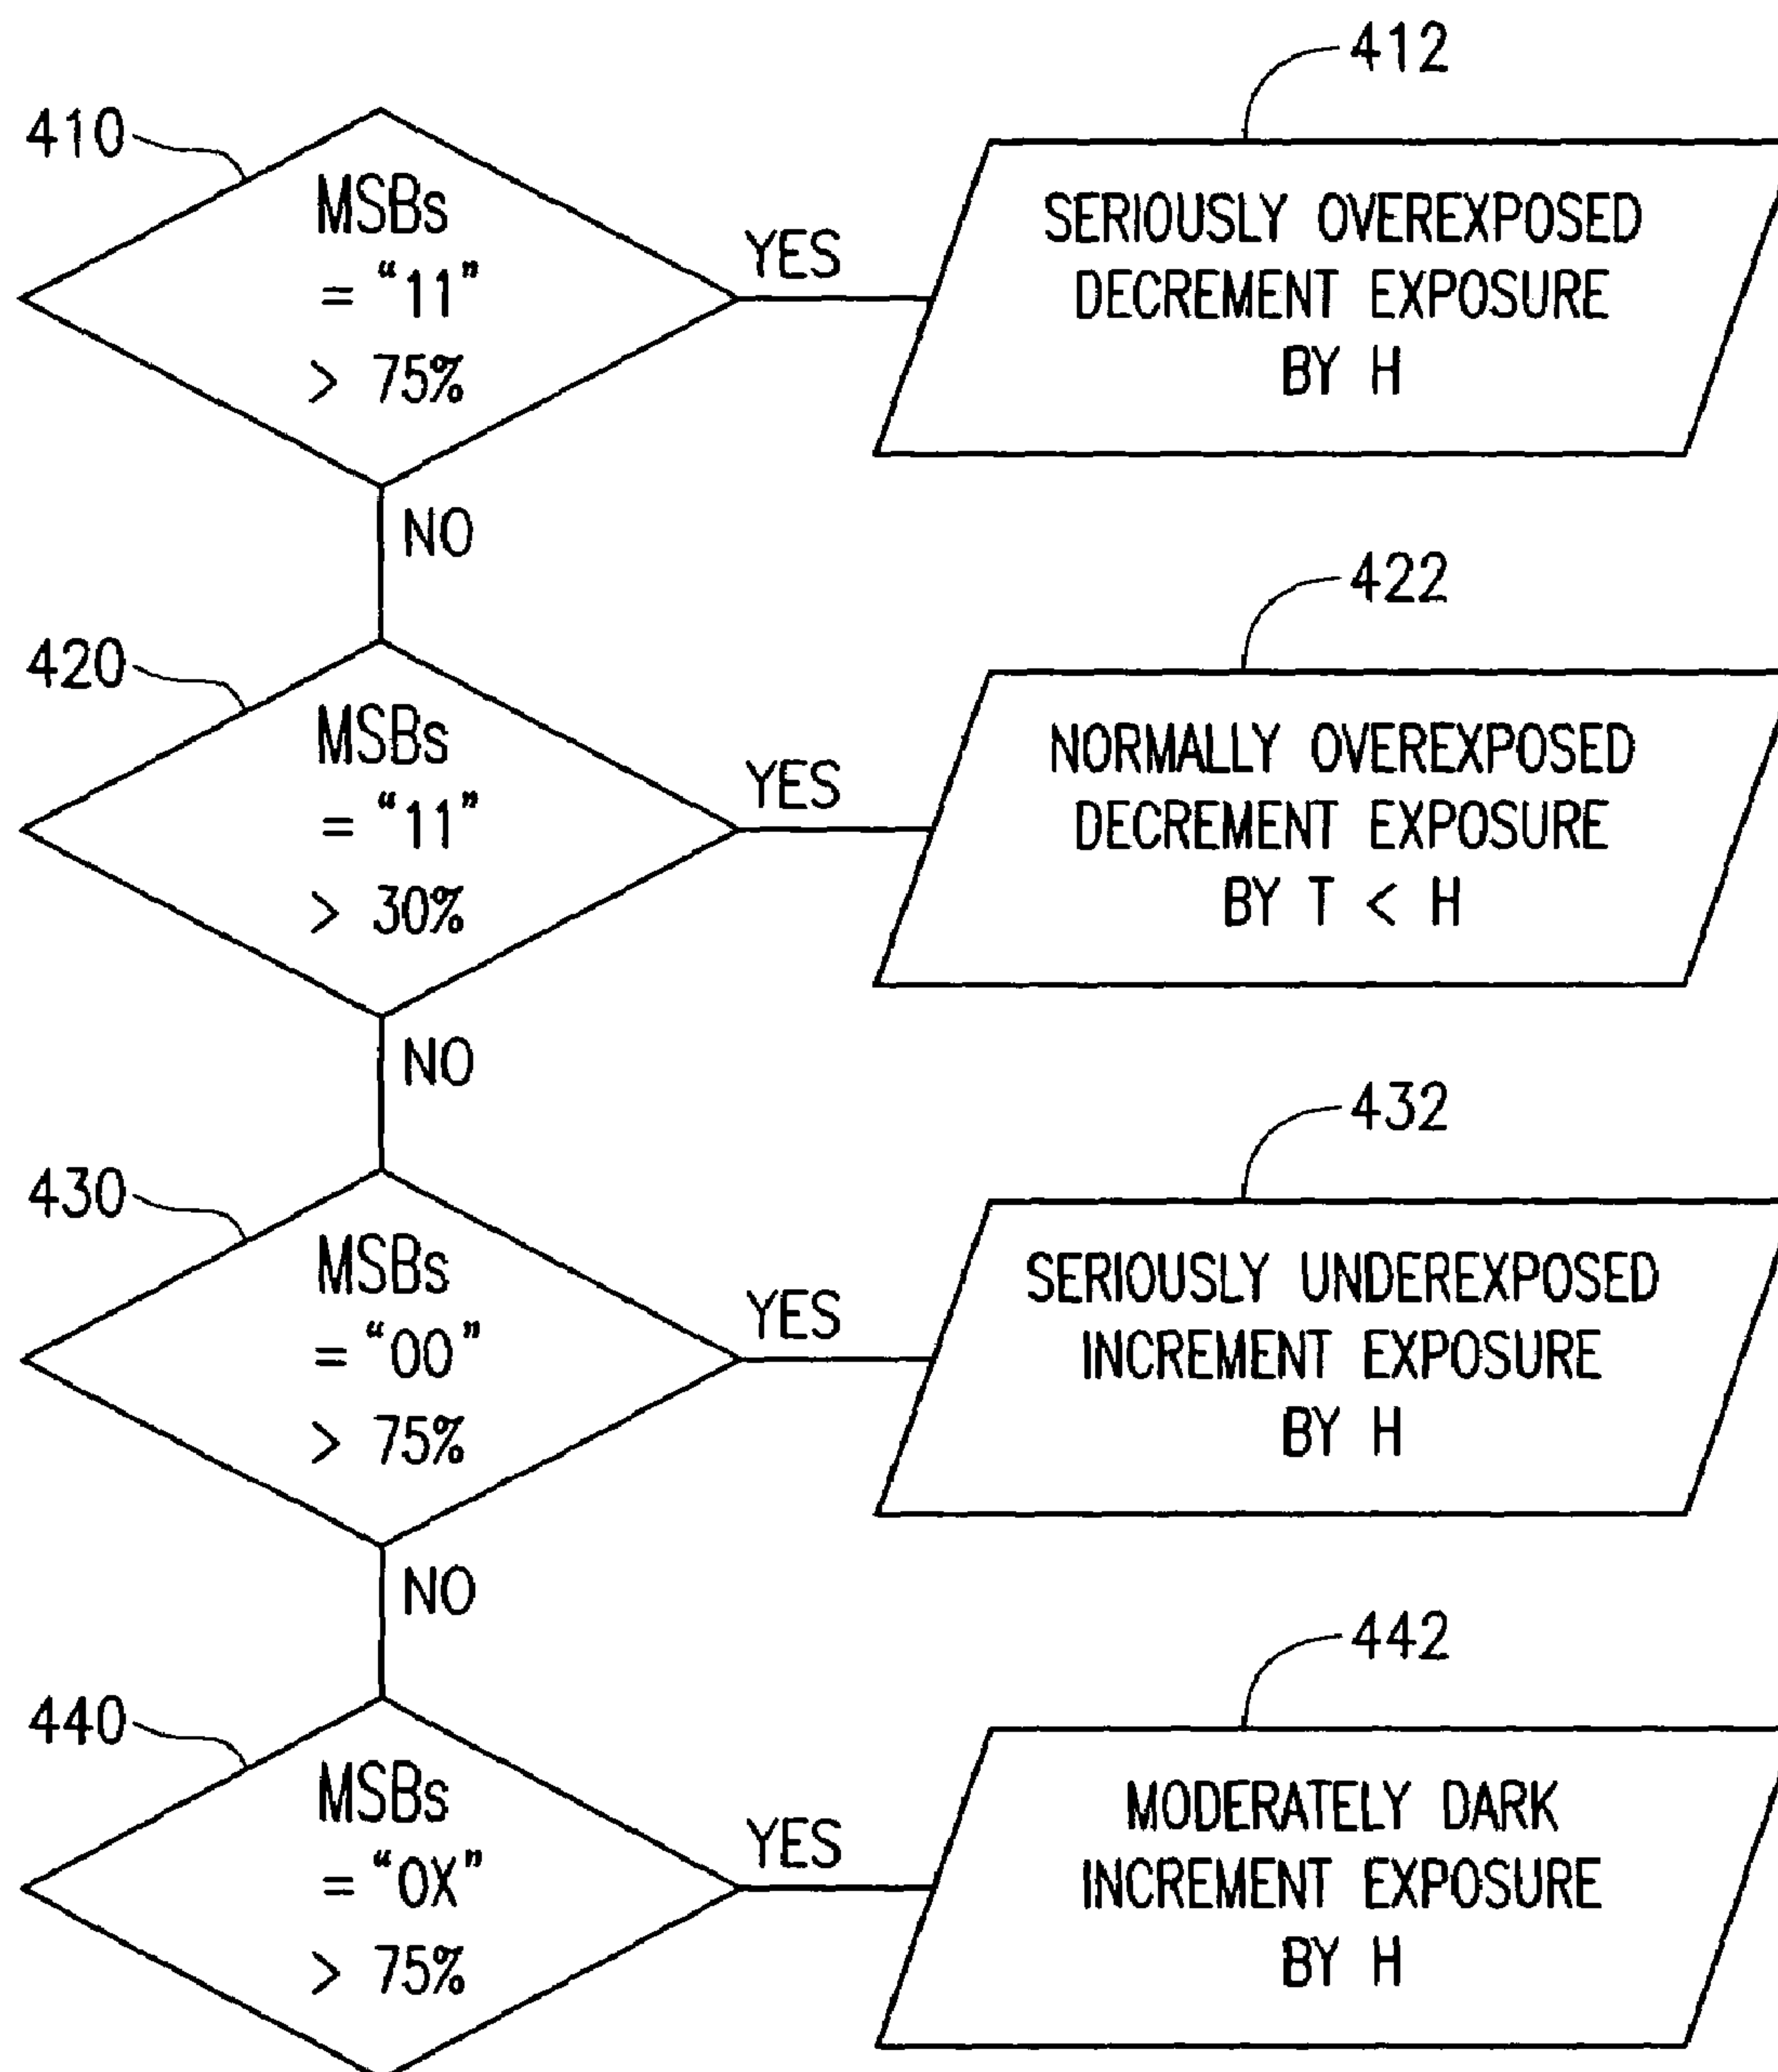 412
410
MSBs
= “11”
> 75%
YES
SERIOUSLY OVEREXPOSED
DECREMENT EXPOSURE
BY H
NO
422
420
MSBs
= “11”
> 30%
YES
NORMALLY OVEREXPOSED
DECREMENT EXPOSURE
BY T < H
NO
432
430
MSBs
= “00”
> 75%
YES
SERIOUSLY UNDEREXPOSED
INCREMENT EXPOSURE
BY H
NO
442
440
MSBs
= “0X”
> 75%
YES
MODERATELY DARK
INCREMENT EXPOSURE
BY H